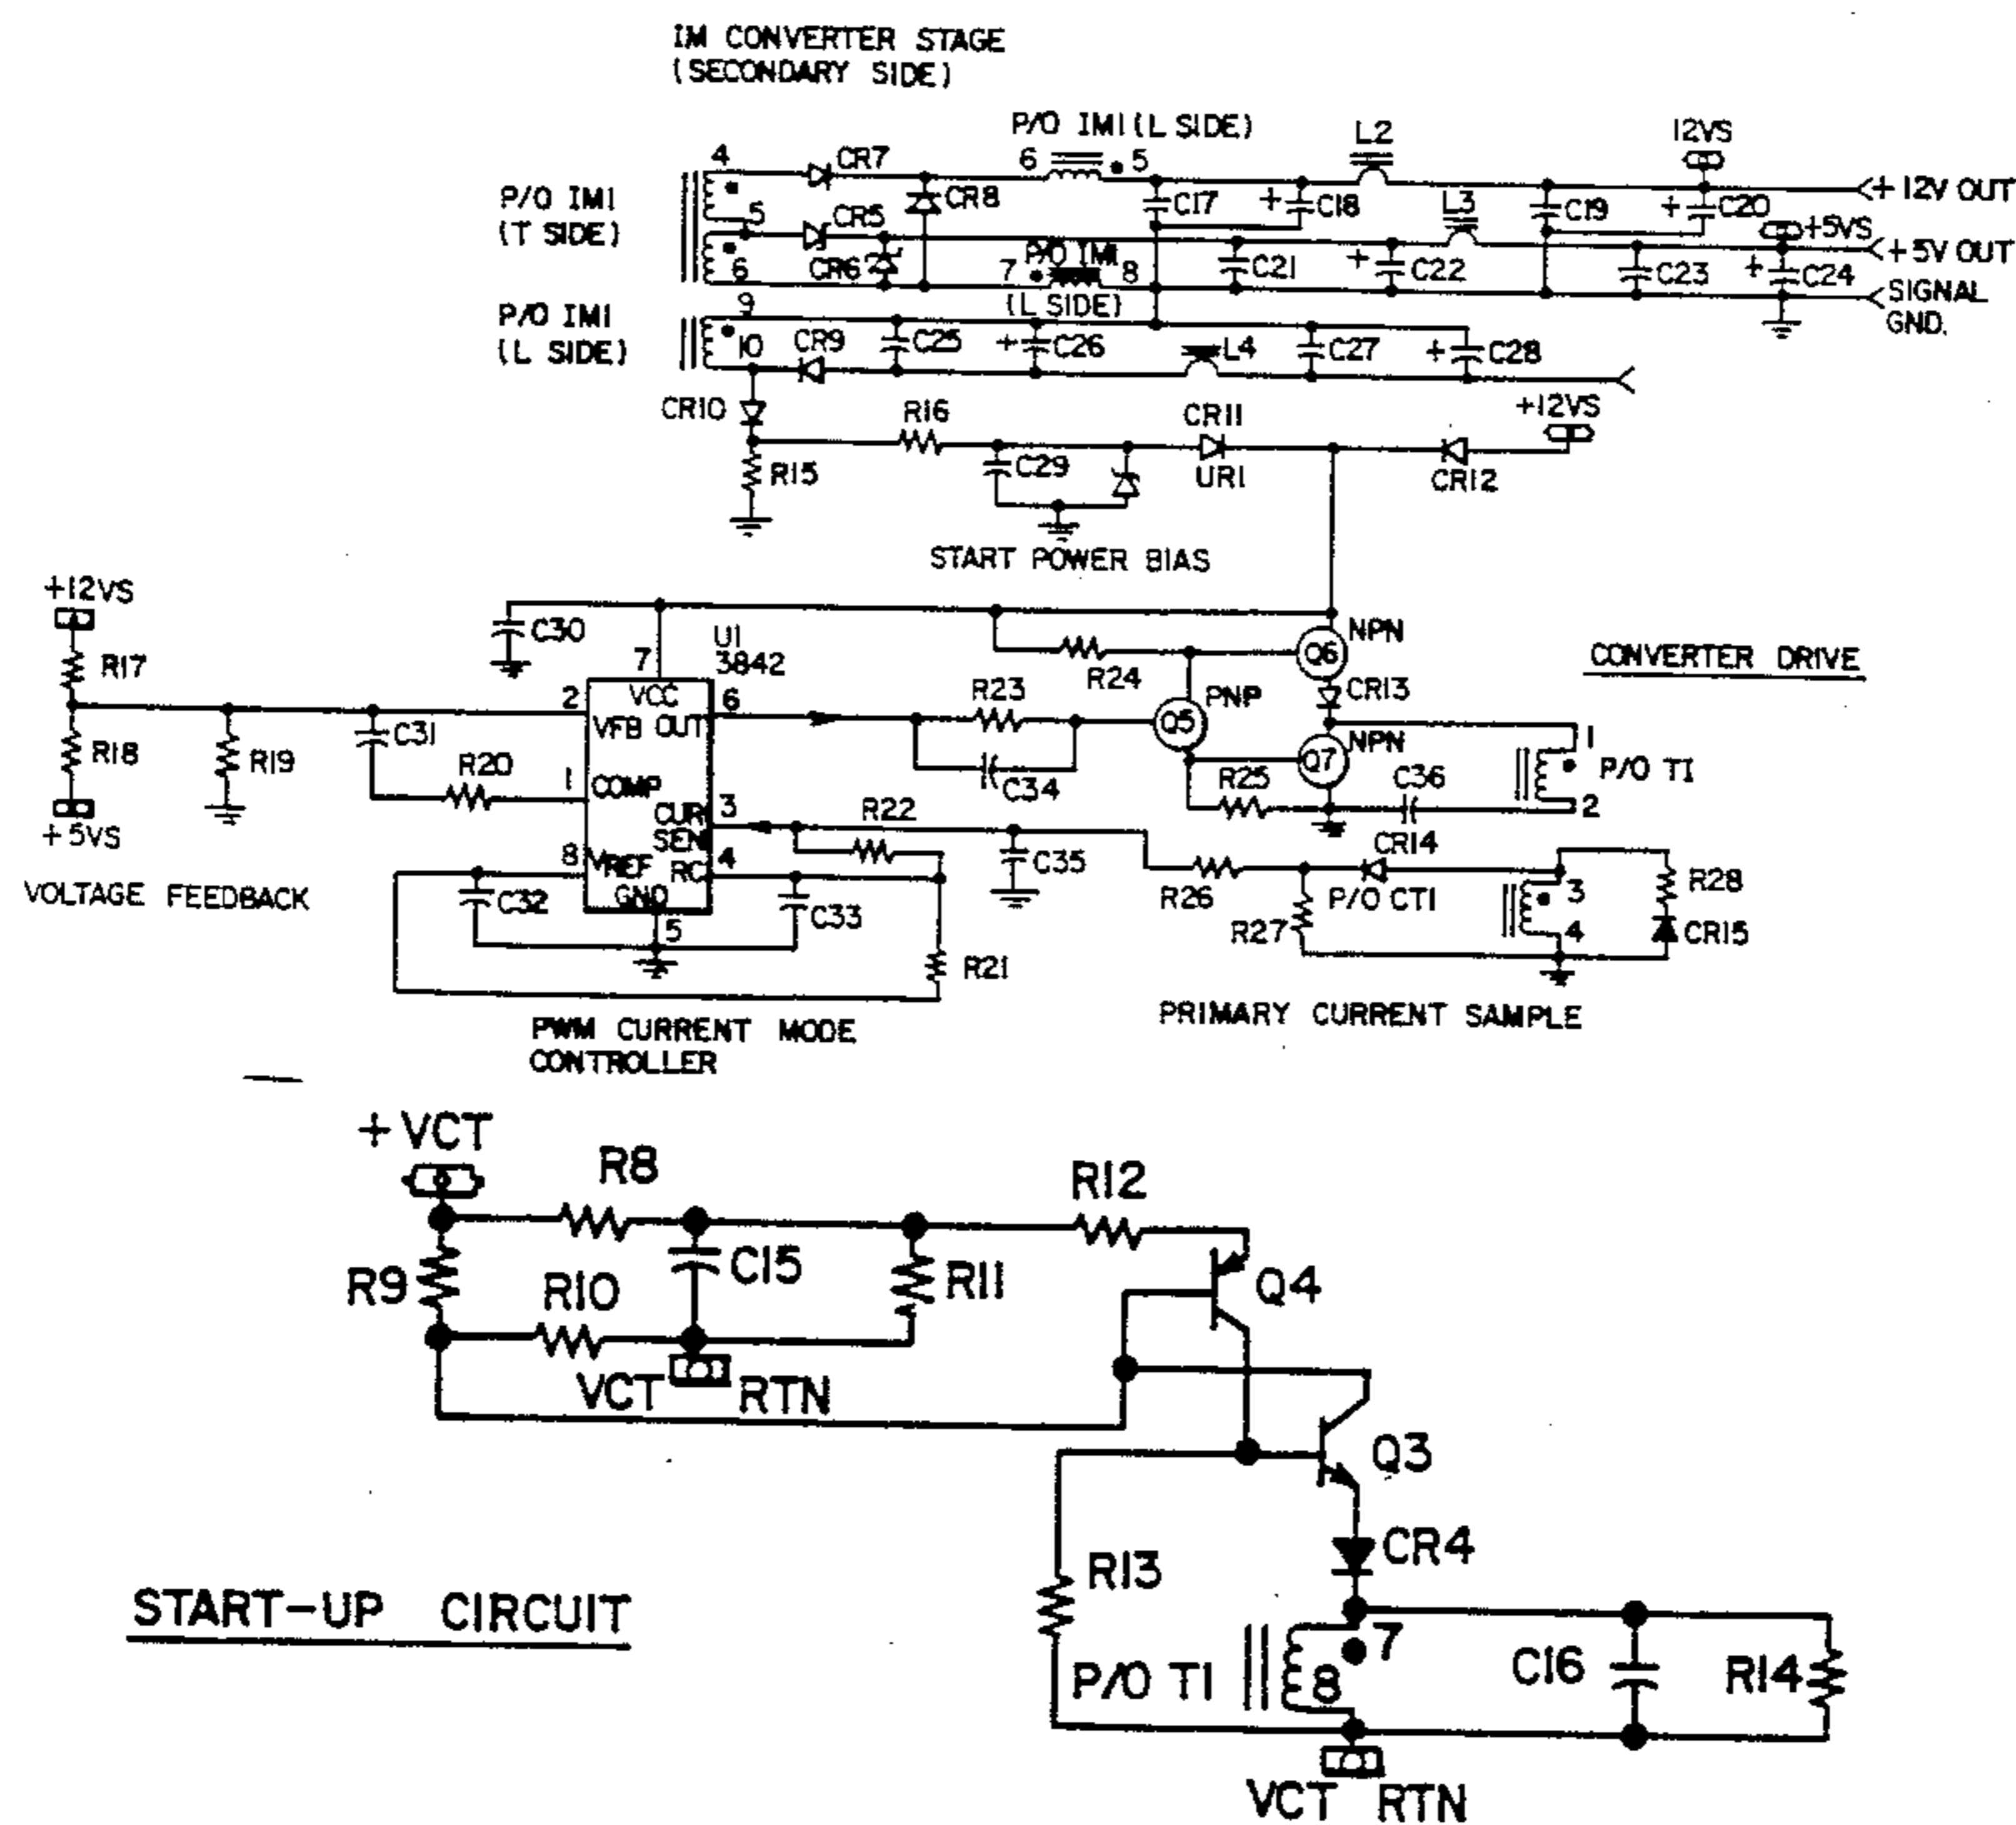 IM CONVERTER STAGE
(SECONDARY SIDE)
P/O IM1 (L SIDE)
L2
12VS
4
CR7
6
5
P/O IM1
(T SIDE)
CR8
C17
+
C18
C19
+
C20
+12V OUT
5
CR5
L3
+5VS
+5V OUT
CR6
P/O IM1
7
8
(L SIDE)
C21
+
C22
C23
+
C24
6
SIGNAL
GND.
P/O IM1
(L SIDE)
9
10
CR9
C25
+
C26
L4
C27
+
C28
CR10
R16
CR11
+12VS
R15
C29
UR1
CR12
START POWER BIAS
+12VS
C30
U1
3842
7
NPN
Q6
CONVERTER DRIVE
R17
R24
CR13
2
VCC
6
R23
PNP
Q5
VFB OUT
NPN
Q7
1
R18
R19
C31
R20
C34
R25
C36
P/O T1
1
COMP
2
+5VS
CUR
SEN
3
R22
CR14
8
VREF
RC
4
C35
R26
P/O CT1
3
R28
VOLTAGE FEEDBACK
C32
GND
5
C33
R27
4
CR15
R21
PRIMARY CURRENT SAMPLE
PWM CURRENT MODE
CONTROLLER
+VCT
R8
R12
R9
R10
C15
R11
Q4
VCT RTN
Q3
CR4
R13
START-UP CIRCUIT
P/O T1
7
8
C16
R14
VCT RTN